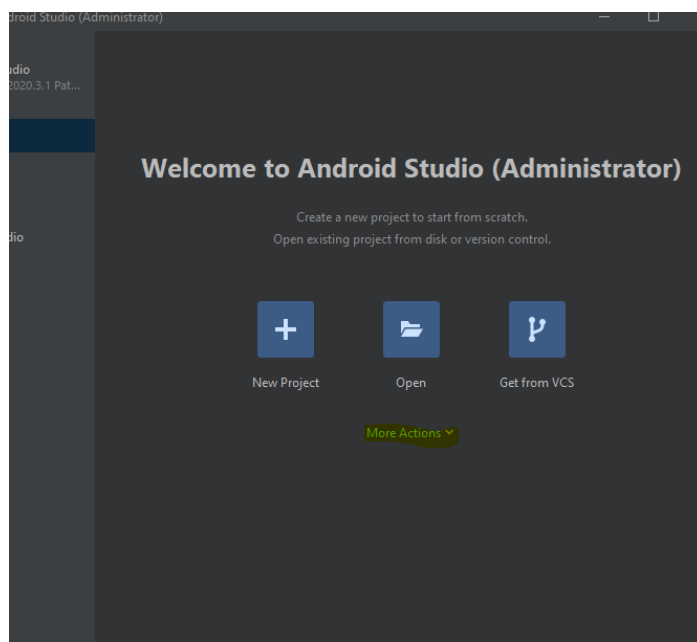 droid Studio (Administrator)
udio
2020.3.1 Pat...
Welcome to Android Studio (Administrator)
Create a new project to start from scratch.
Open existing project from disk or version control.
dio
New Project
Open
Get from VCS
More Actions